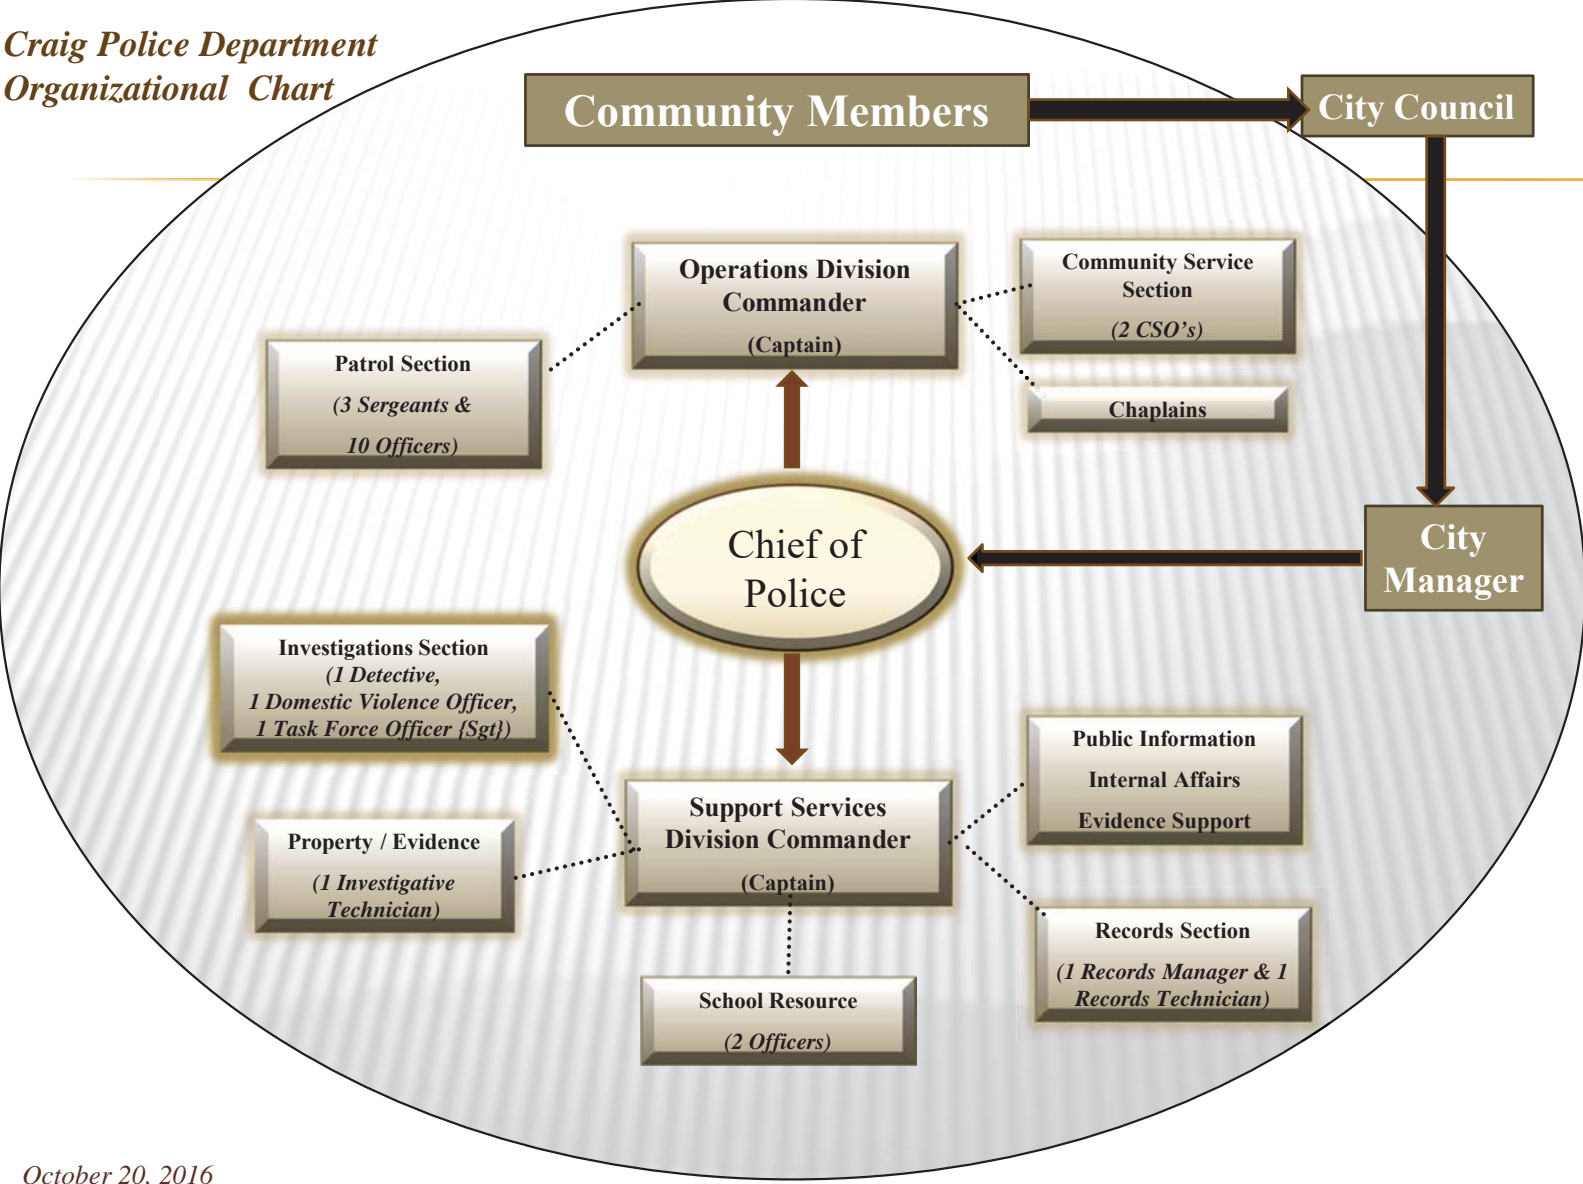 Craig Police Department
Organizational Chart
Community Members
City Council
Operations Division
Commander
(Captain)
Community Service
Section
(2 CSO’s)
Patrol Section
(3 Sergeants &
10 Officers)
Chaplains
Chief of
Police
City
Manager
Investigations Section
(1 Detective,
1 Domestic Violence Officer,
1 Task Force Officer {Sgt})
Public Information
Internal Affairs
Evidence Support
Support Services
Division Commander
(Captain)
Property / Evidence
(1 Investigative
Technician)
Records Section
(1 Records Manager & 1
Records Technician)
School Resource
(2 Officers)
October 20, 2016